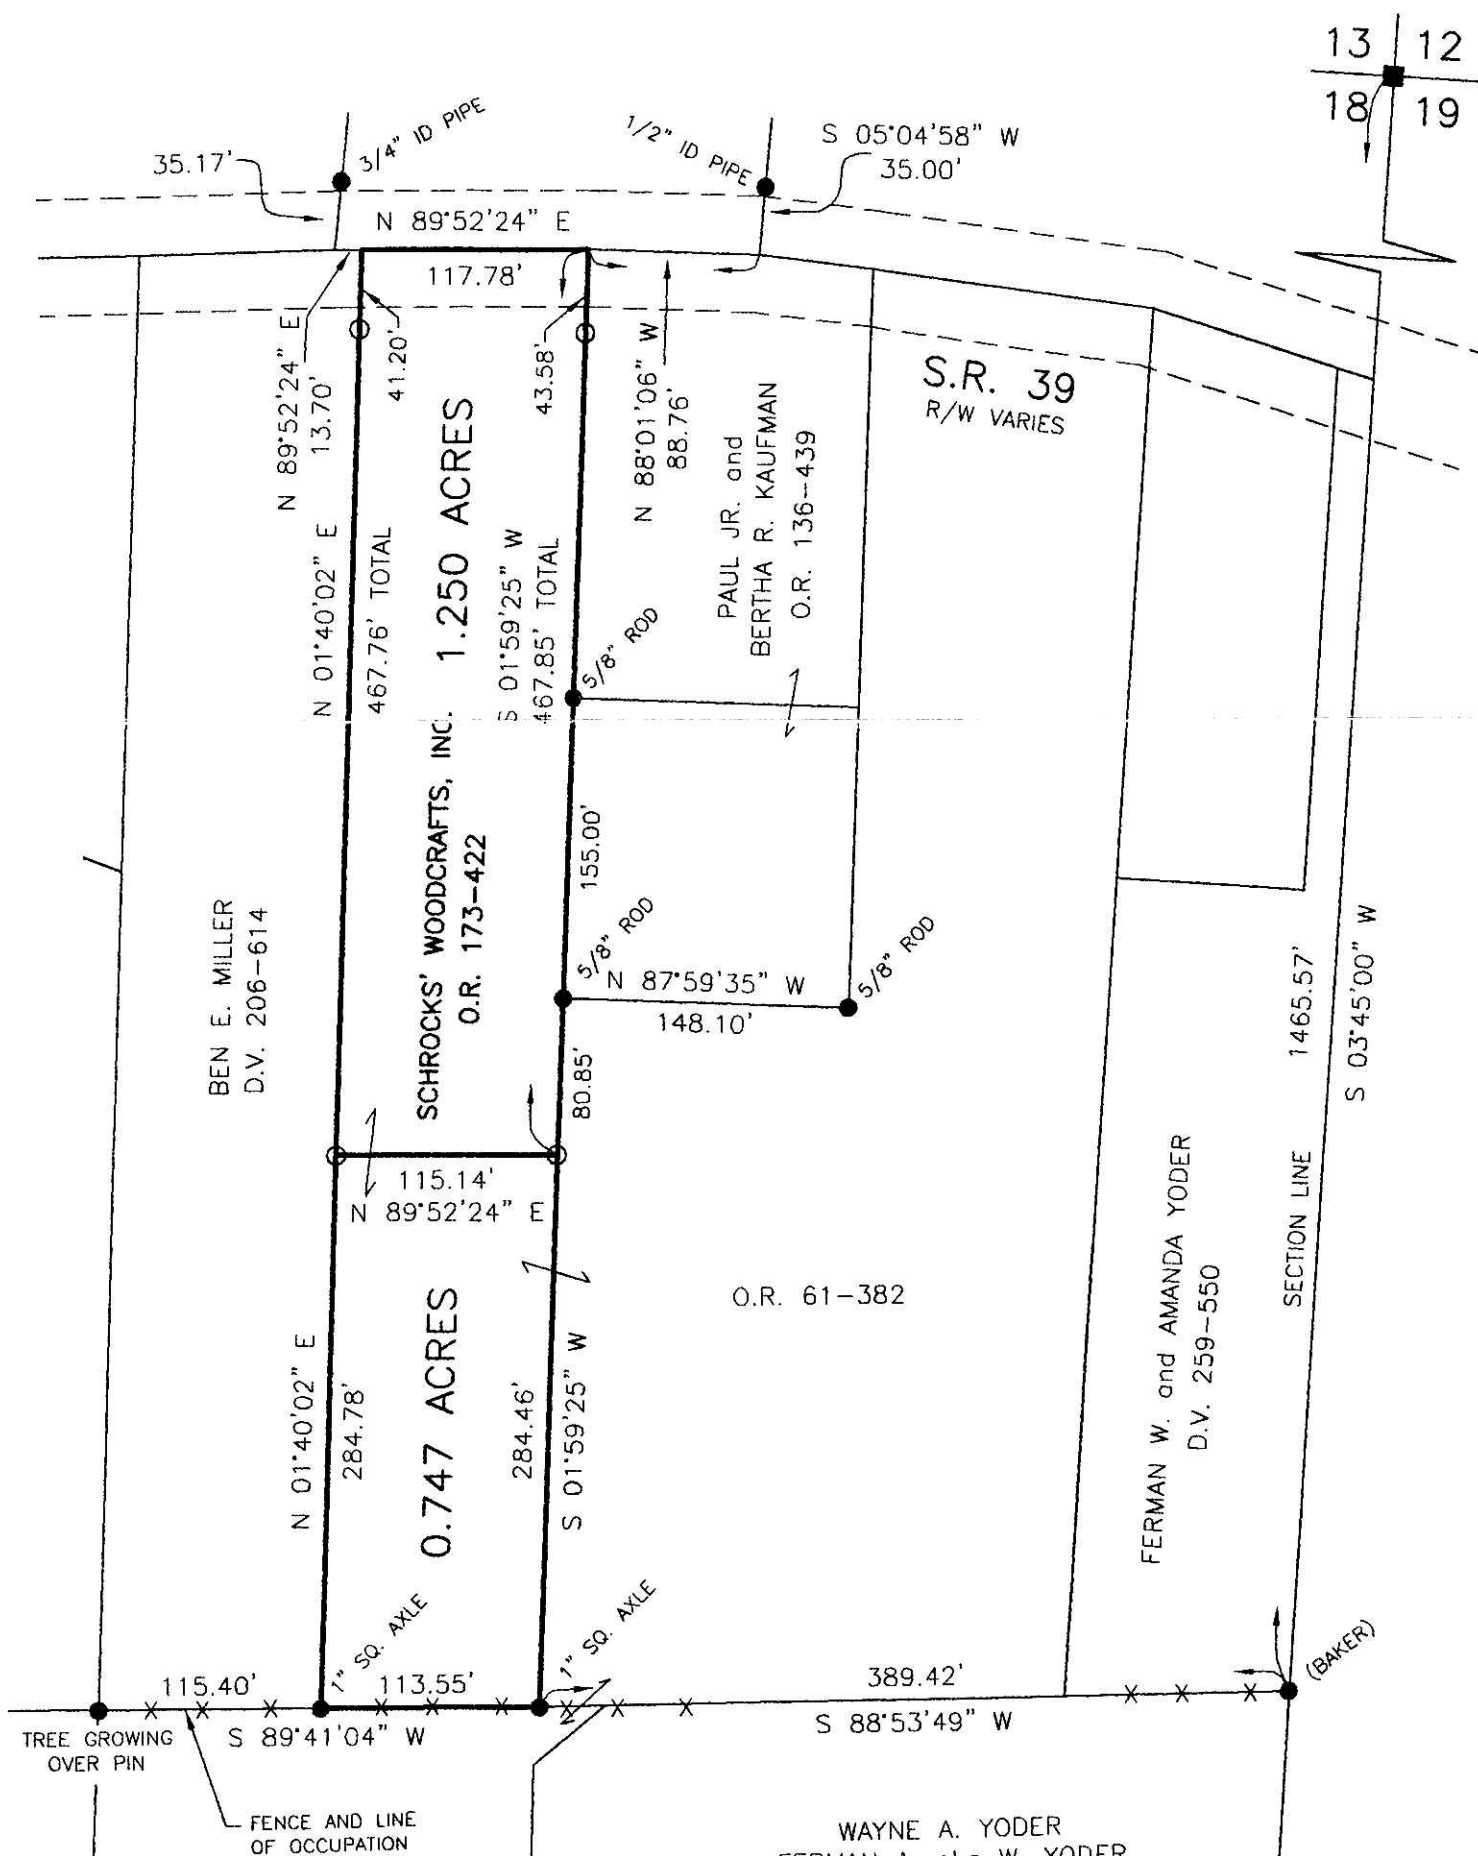 13 12
18 19
3/4" ID PIPE
35.17'
1/2" ID PIPE
S 05°04'58" W
35.00'
N 89°52'24" E
117.78'
N 89°52'24" E
13.70'
41.20'
43.58'
N 88°01'06" W
88.76'
S.R. 39
R/W VARIES
PAUL JR. and
BERTHA R. KAUFMAN
O.R. 136-439
N 01°40'02" E
467.76' TOTAL
1.250 ACRES
S 01°59'25" W
467.85' TOTAL
5/8" ROD
SCHROCKS' WOODCRAFTS, INC.
O.R. 173-422
155.00'
5/8" ROD
N 87°59'35" W
148.10'
5/8" ROD
BEN E. MILLER
D.V. 206-614
80.85'
115.14'
N 89°52'24" E
1465.57'
S 03°45'00" W
SECTION LINE
FERMAN W. and AMANDA YODER
D.V. 259-550
O.R. 61-382
N 01°40'02" E
284.78'
0.747 ACRES
284.46'
S 01°59'25" W
1" SQ. AXLE
1" SQ. AXLE
(BAKER)
115.40'
113.55'
389.42'
TREE GROWING
OVER PIN
S 89°41'04" W
S 88°53'49" W
FENCE AND LINE
OF OCCUPATION
WAYNE A. YODER
W. YODER